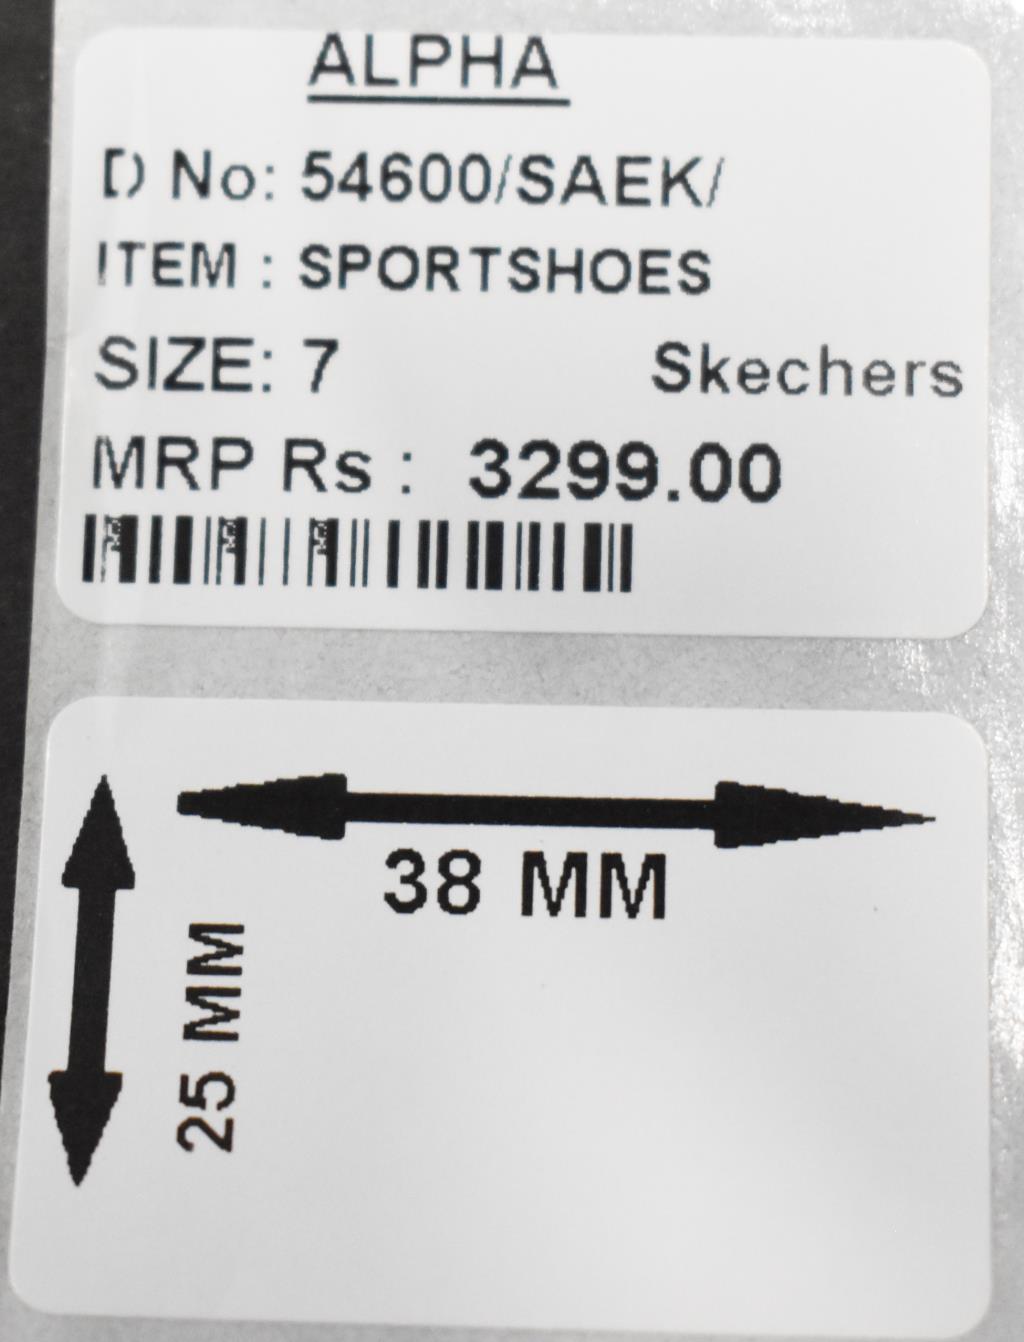 ALPHA
D No: 54600/SAEK/
ITEM : SPORTSHOES
SIZE: 7 Skechers
MRP Rs : 3299.00
38 MM
25 MM